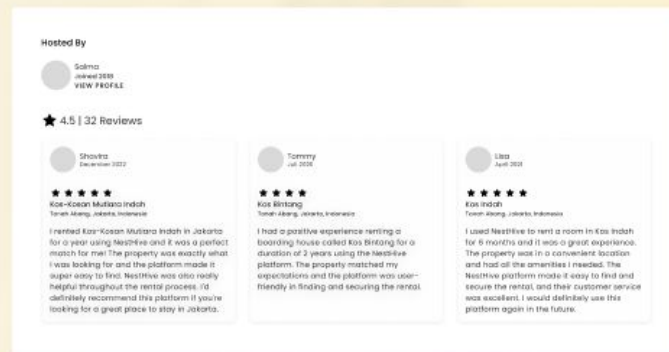 Hosted By
Salma
Joined 2018
VIEW PROFILE
4.5 | 32 Reviews
Shavira
December 2022
Kos-Kosan Mutiara Indah
Tanah Abang, Jakarta, Indonesia
I rented Kos-Kosan Mutiara Indah in Jakarta
for a year using NestHive and it was a perfect
match for me! The property was exactly what
I was looking for and the platform made it
super easy to find. NestHive was also really
helpful throughout the rental process. I'd
definitely recommend this platform if you're
looking for a great place to stay in Jakarta.
Tommy
Juli 2026
Kos Bintang
Tanah Abang, Jakarta, Indonesia
I had a positive experience renting a
boarding house called Kos Bintang for a
duration of 2 years using the NestHive
platform. The property matched my
expectations and the platform was user-
friendly in finding and securing the rental.
Lisa
April 2021
Kos Indah
Tanah Abang, Jakarta, Indonesia
I used NestHive to rent a room in Kos Indah
for 6 months and it was a great experience.
The property was in a convenient location
and had all the amenities I needed. The
NestHive platform made it easy to find and
secure the rental, and their customer service
was excellent. I would definitely use this
platform again in the future.